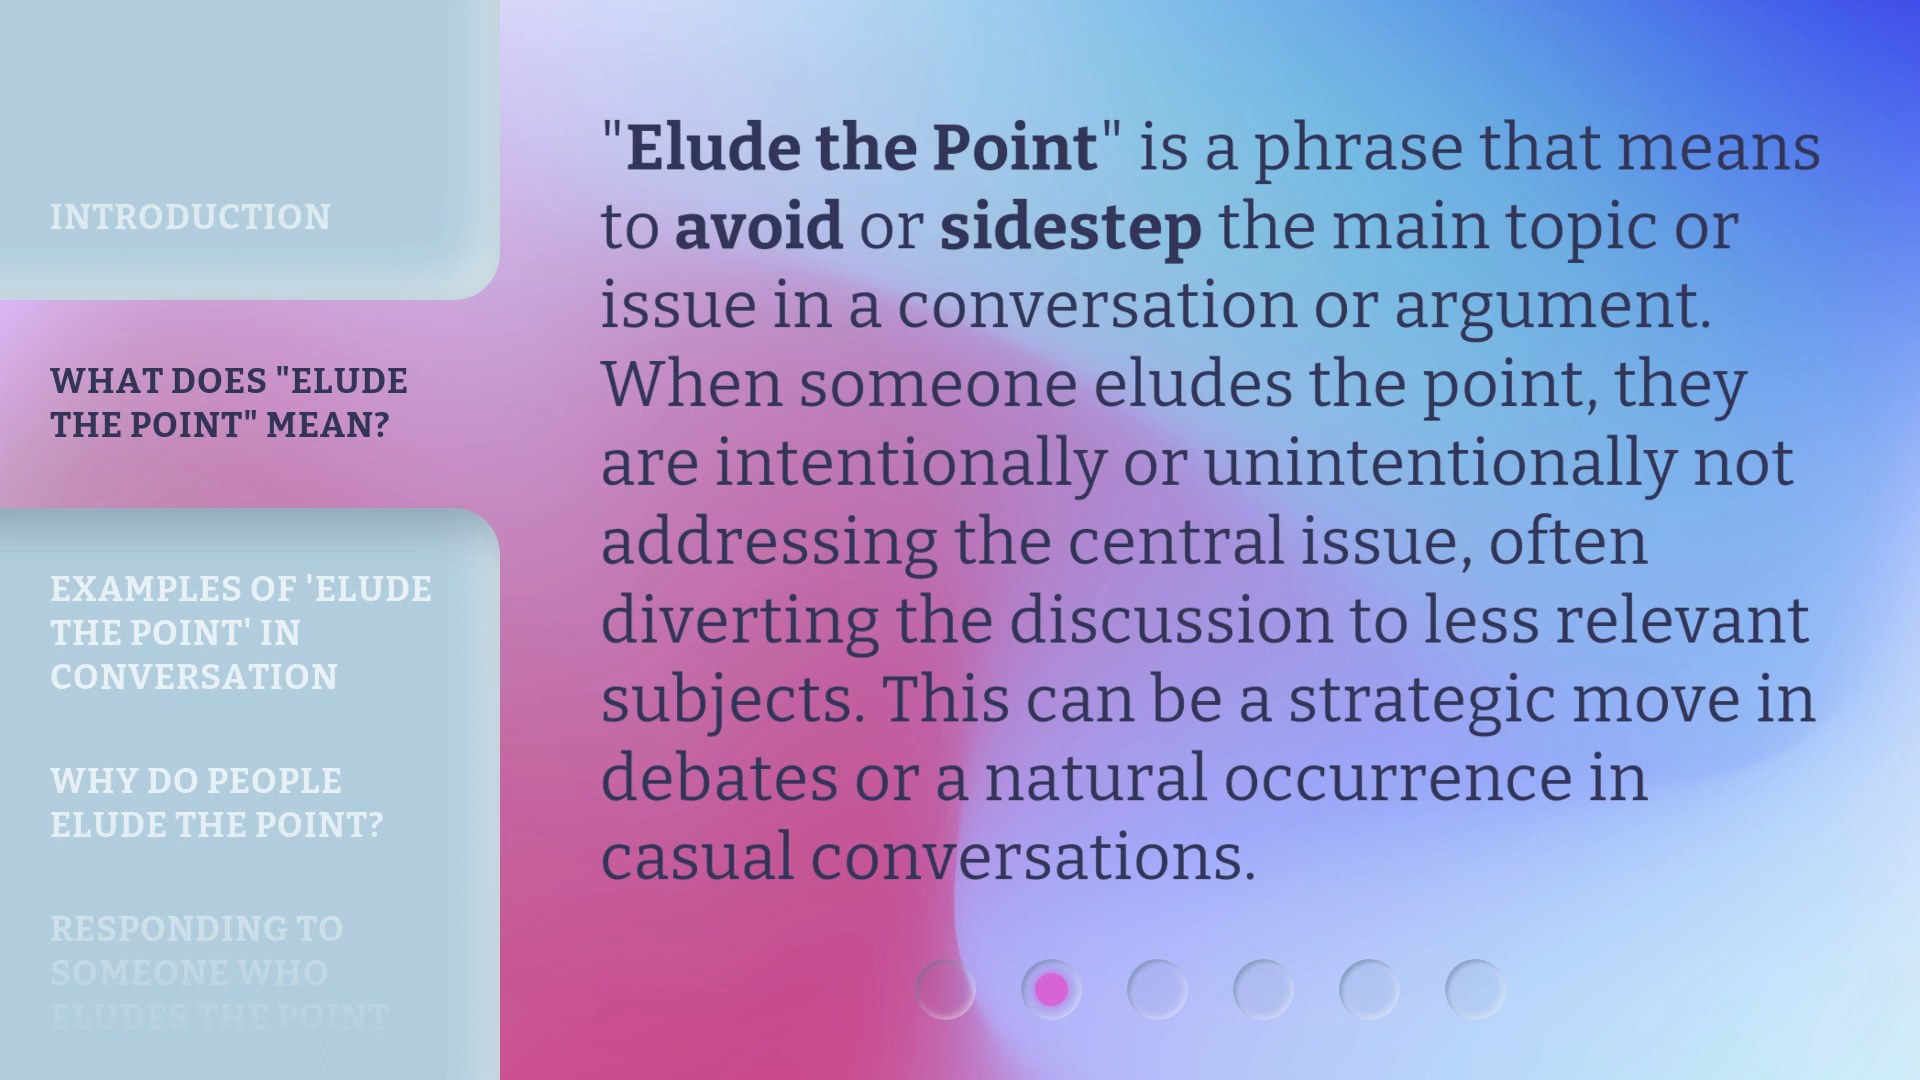 INTRODUCTION
WHAT DOES "ELUDE
THE POINT" MEAN?
EXAMPLES OF 'ELUDE
THE POINT' IN
CONVERSATION
WHY DO PEOPLE
ELUDE THE POINT?
RESPONDING TO
SOMEONE WHO
ELUDES THE POINT
"Elude the Point" is a phrase that means
to avoid or sidestep the main topic or
issue in a conversation or argument.
When someone eludes the point, they
are intentionally or unintentionally not
addressing the central issue, often
diverting the discussion to less relevant
subjects. This can be a strategic move in
debates or a natural occurrence in
casual conversations.